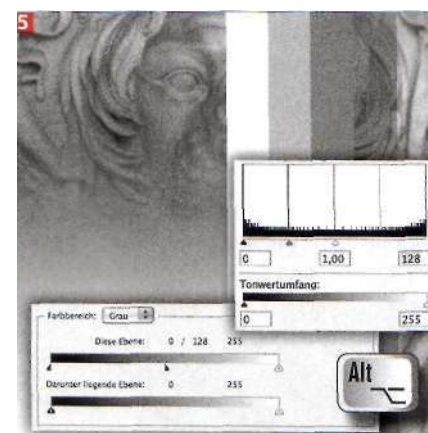 5
0 1,00 128
Tonwertumfang:
0 255
Farbbereich: Grau
Diese Ebene: 0 / 128 255
Darunter liegende Ebene: 0 255
Alt